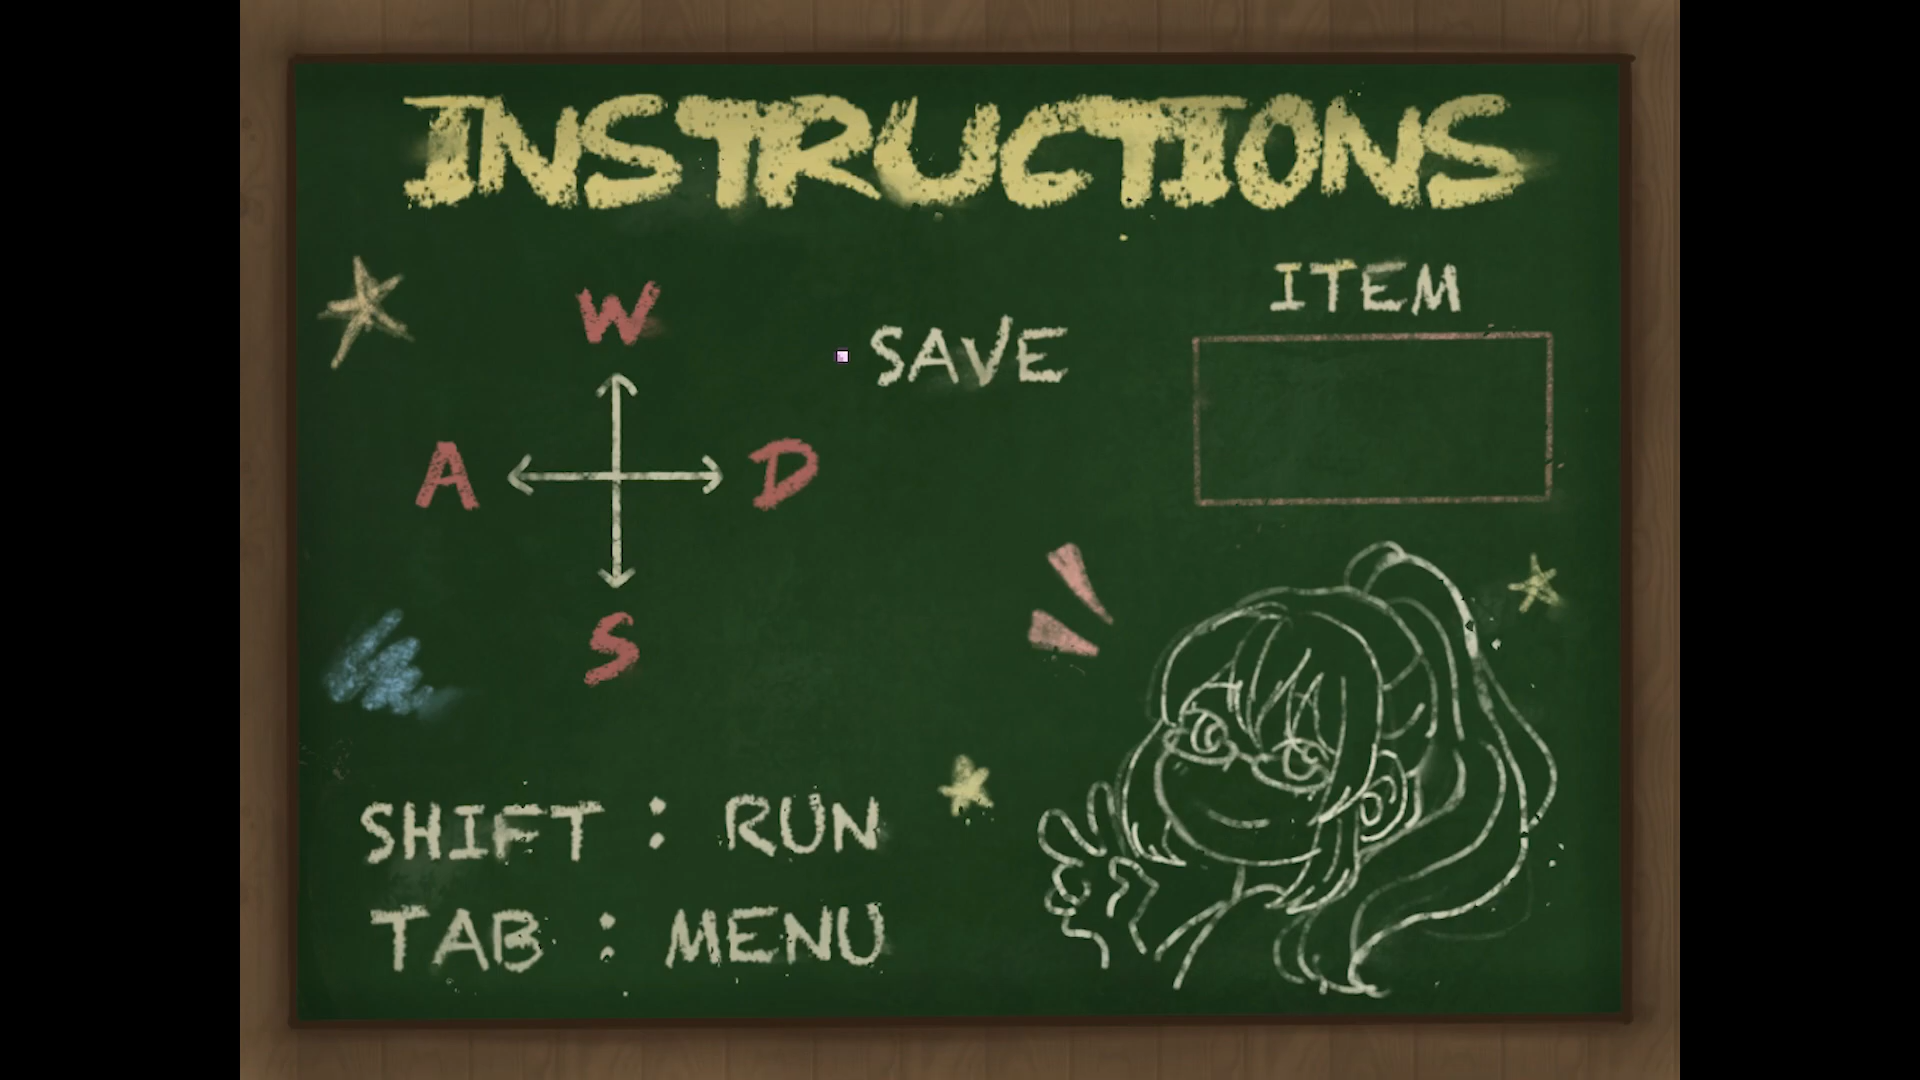 INSTRUCTIONS
W
A D
S
SAVE
ITEM
SHIFT : RUN
TAB : MENU